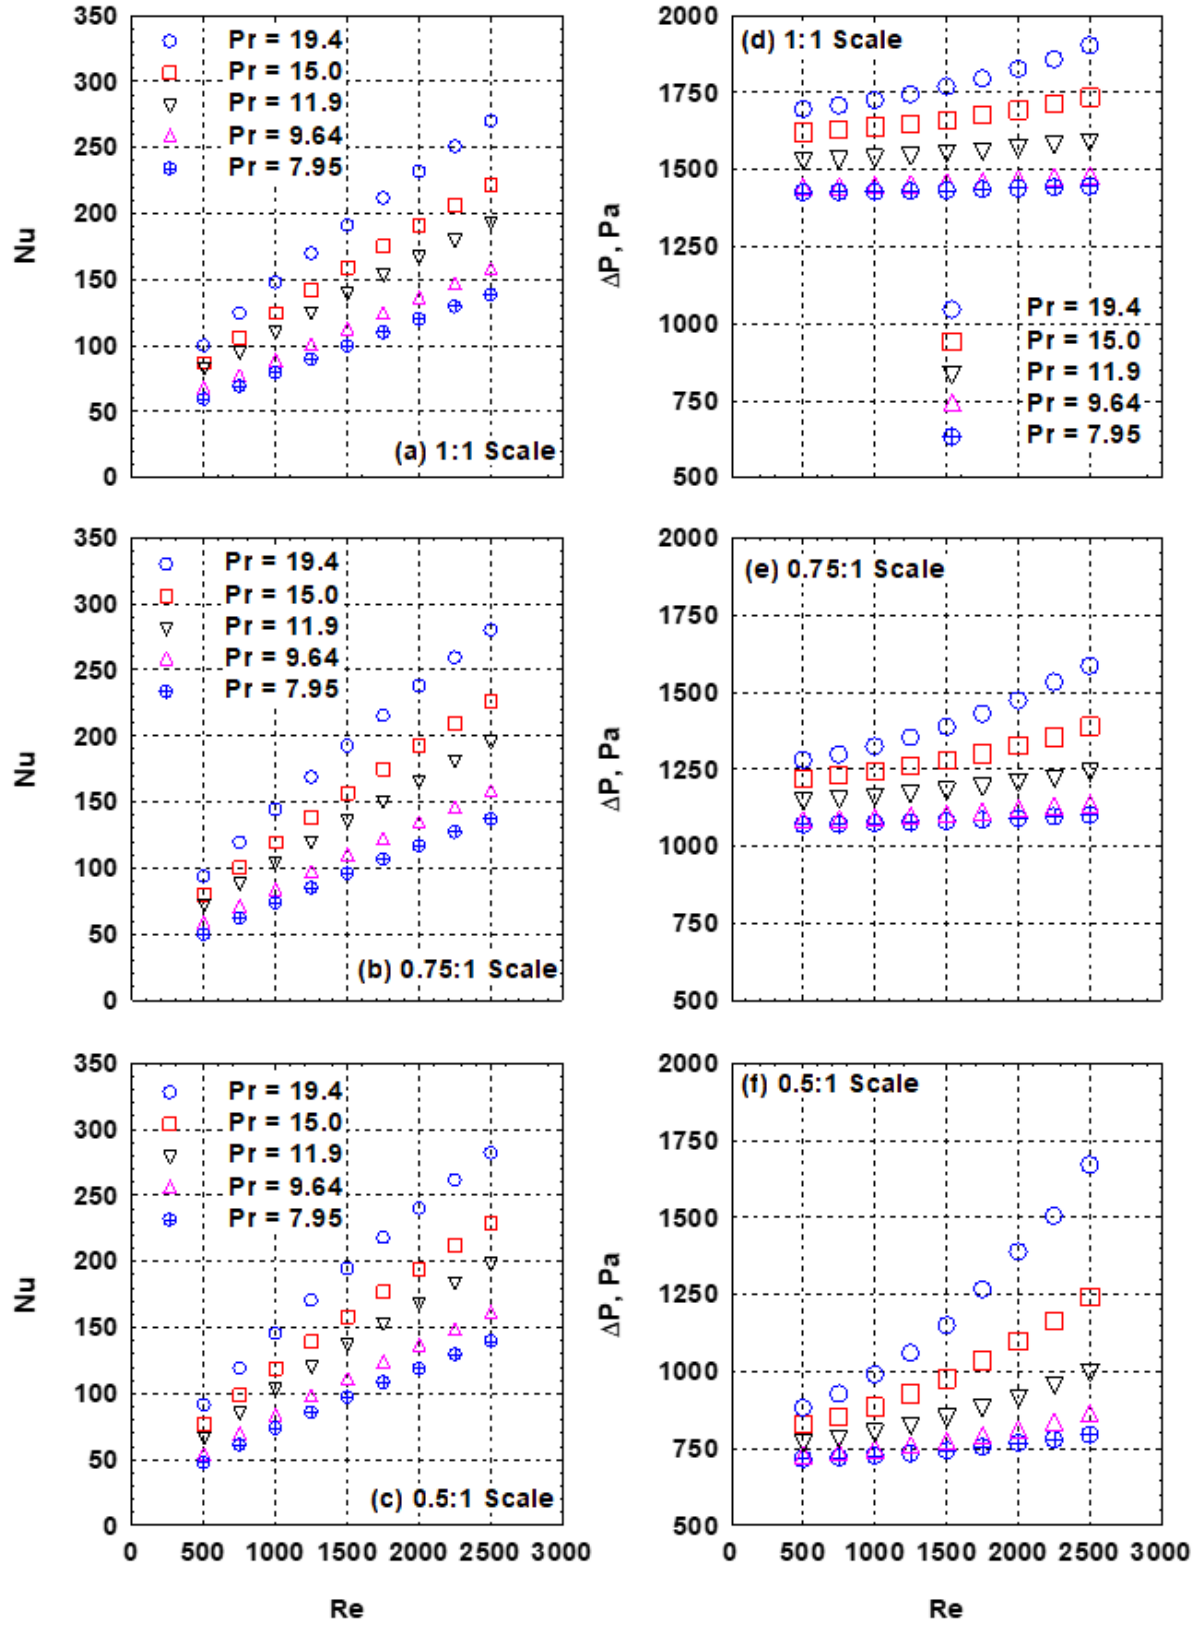 350
300
250
200
150
100
50
0
Nu
Pr = 19.4
Pr = 15.0
Pr = 11.9
Pr = 9.64
Pr = 7.95
(a) 1:1 Scale
2000
1750
1500
1250
1000
750
500
ΔP, Pa
(d) 1:1 Scale
Pr = 19.4
Pr = 15.0
Pr = 11.9
Pr = 9.64
Pr = 7.95
350
300
250
200
150
100
50
0
Nu
Pr = 19.4
Pr = 15.0
Pr = 11.9
Pr = 9.64
Pr = 7.95
(b) 0.75:1 Scale
2000
1750
1500
1250
1000
750
500
ΔP, Pa
(e) 0.75:1 Scale
350
300
250
200
150
100
50
0
Nu
Pr = 19.4
Pr = 15.0
Pr = 11.9
Pr = 9.64
Pr = 7.95
(c) 0.5:1 Scale
0 500 1000 1500 2000 2500 3000
Re
2000
1750
1500
1250
1000
750
500
ΔP, Pa
(f) 0.5:1 Scale
0 500 1000 1500 2000 2500 3000
Re